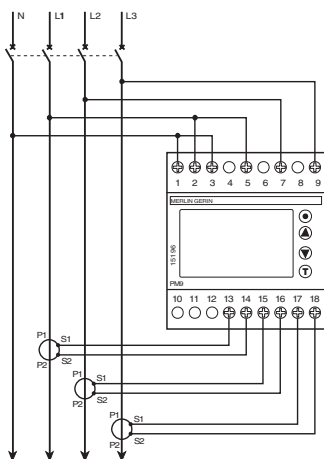 N L1 L2 L3
1 2 3 4 5 6 7 8 9
MERLIN GERIN
15196
T
PM9
10 11 12 13 14 15 16 17 18
P1 S1
P2 S2
P1 S1
P2 S2
P1 S1
P2 S2